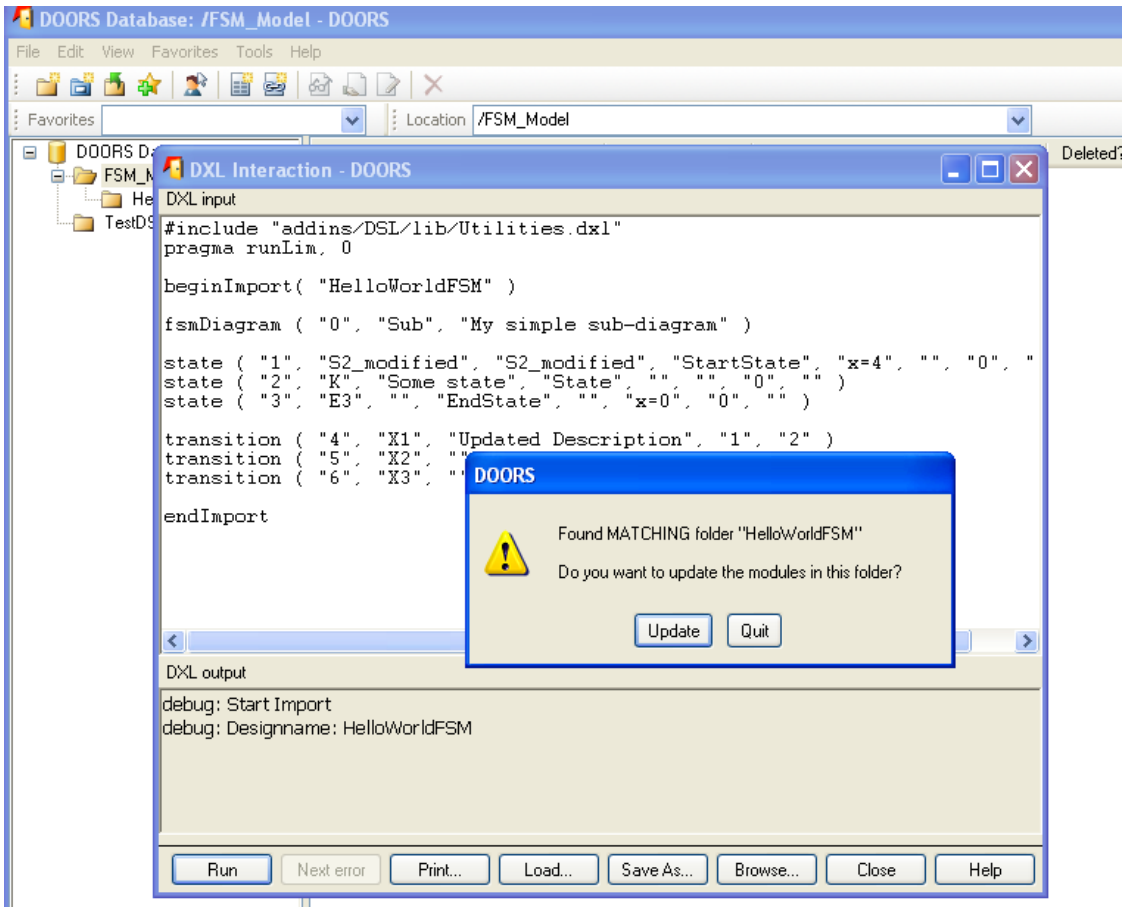 DOORS Database: /FSM_Model - DOORS
File Edit View Favorites Tools Help
Favorites Location /FSM_Model
DOORS Da
FSM_M
He
TestDS
Deleted?
DXL Interaction - DOORS
DXL input
#include "addins/DSL/lib/Utilities.dxl"
pragma runLim, 0
beginImport( "HelloWorldFSM" )
fsmDiagram ( "0", "Sub", "My simple sub-diagram" )
state ( "1", "S2_modified", "S2_modified", "StartState", "x=4", "", "0", "
state ( "2", "K", "Some state", "State", "", "", "0", "" )
state ( "3", "E3", "", "EndState", "", "x=0", "0", "" )
transition ( "4", "X1", "Updated Description", "1", "2" )
transition ( "5", "X2", ""
transition ( "6", "X3", ""
endImport
DOORS
Found MATCHING folder "HelloWorldFSM"
Do you want to update the modules in this folder?
Update Quit
DXL output
debug: Start Import
debug: Designname: HelloWorldFSM
Run Next error Print... Load... Save As... Browse... Close Help